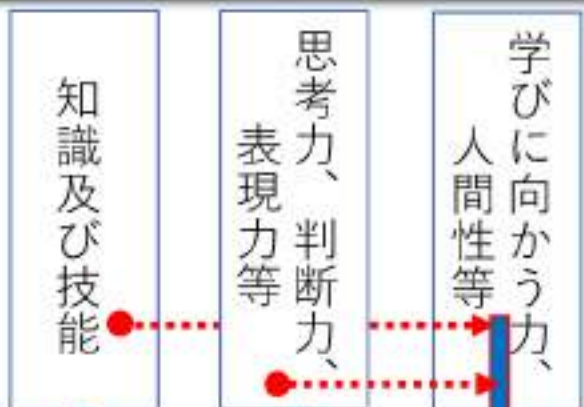 知識及び技能
思考力、判断力、
表現力等
学びに向かう力、
人間性等